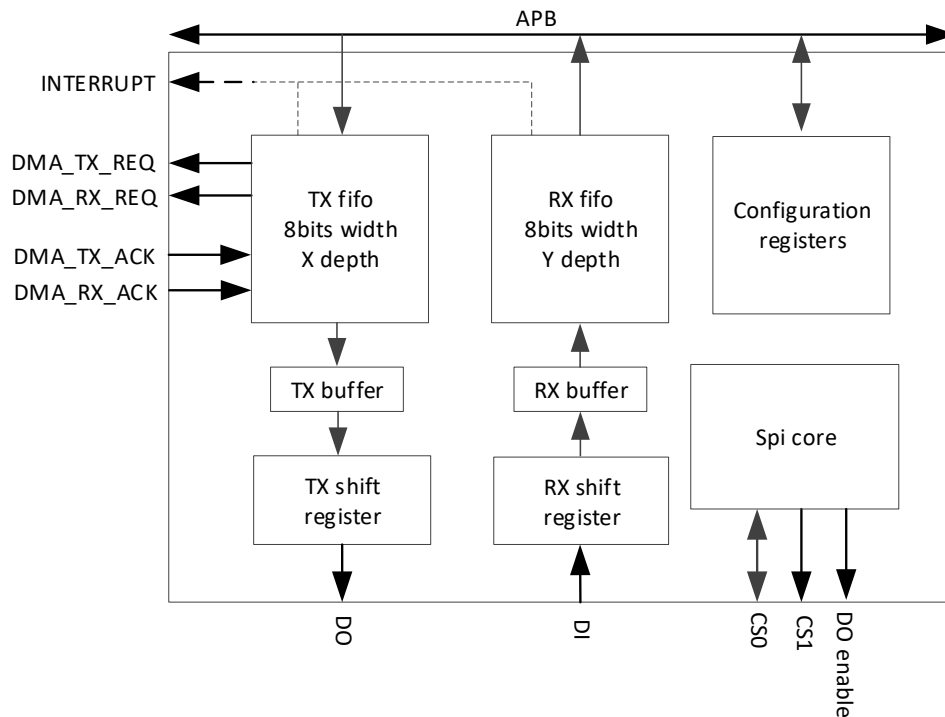 APB
INTERRUPT
DMA_TX_REQ
DMA_RX_REQ
DMA_TX_ACK
DMA_RX_ACK
TX fifo
8bits width
X depth
RX fifo
8bits width
Y depth
Configuration
registers
TX buffer
RX buffer
Spi core
TX shift
register
RX shift
register
DO
DI
CS0
CS1
DO enable